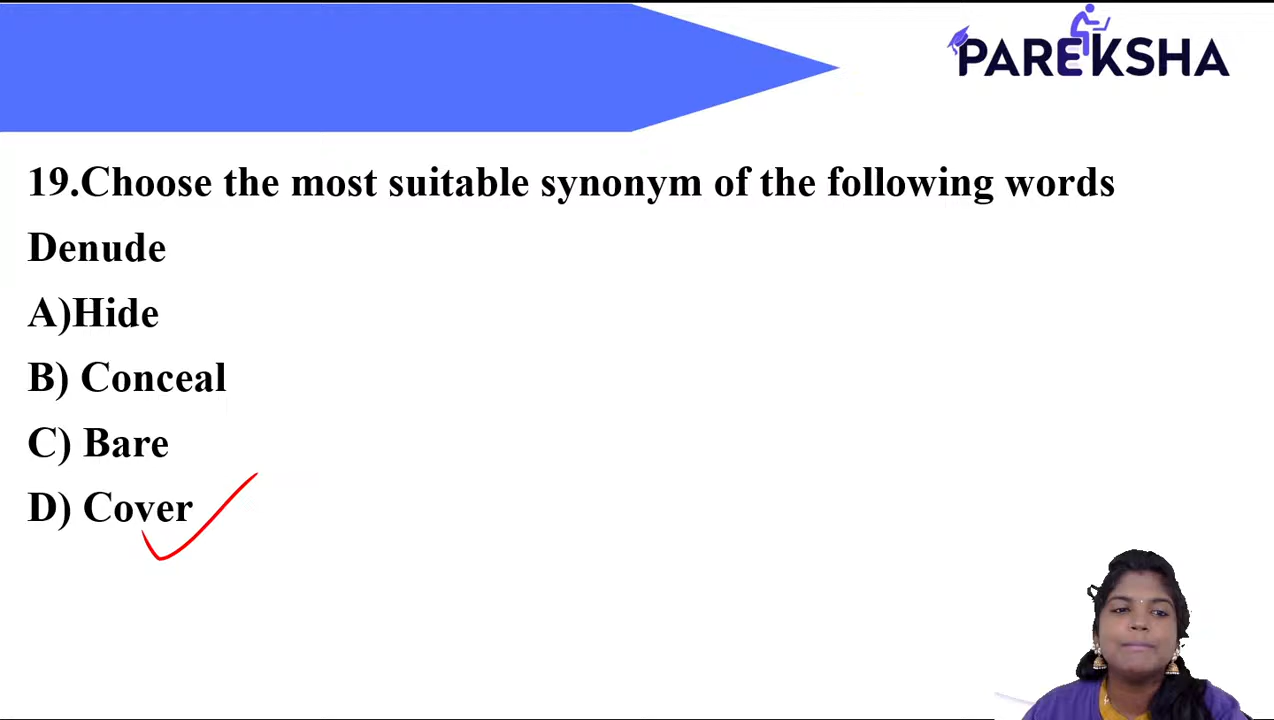 PAREKSHA
19.Choose the most suitable synonym of the following words
Denude
A)Hide
B) Conceal
C) Bare
D) Cover